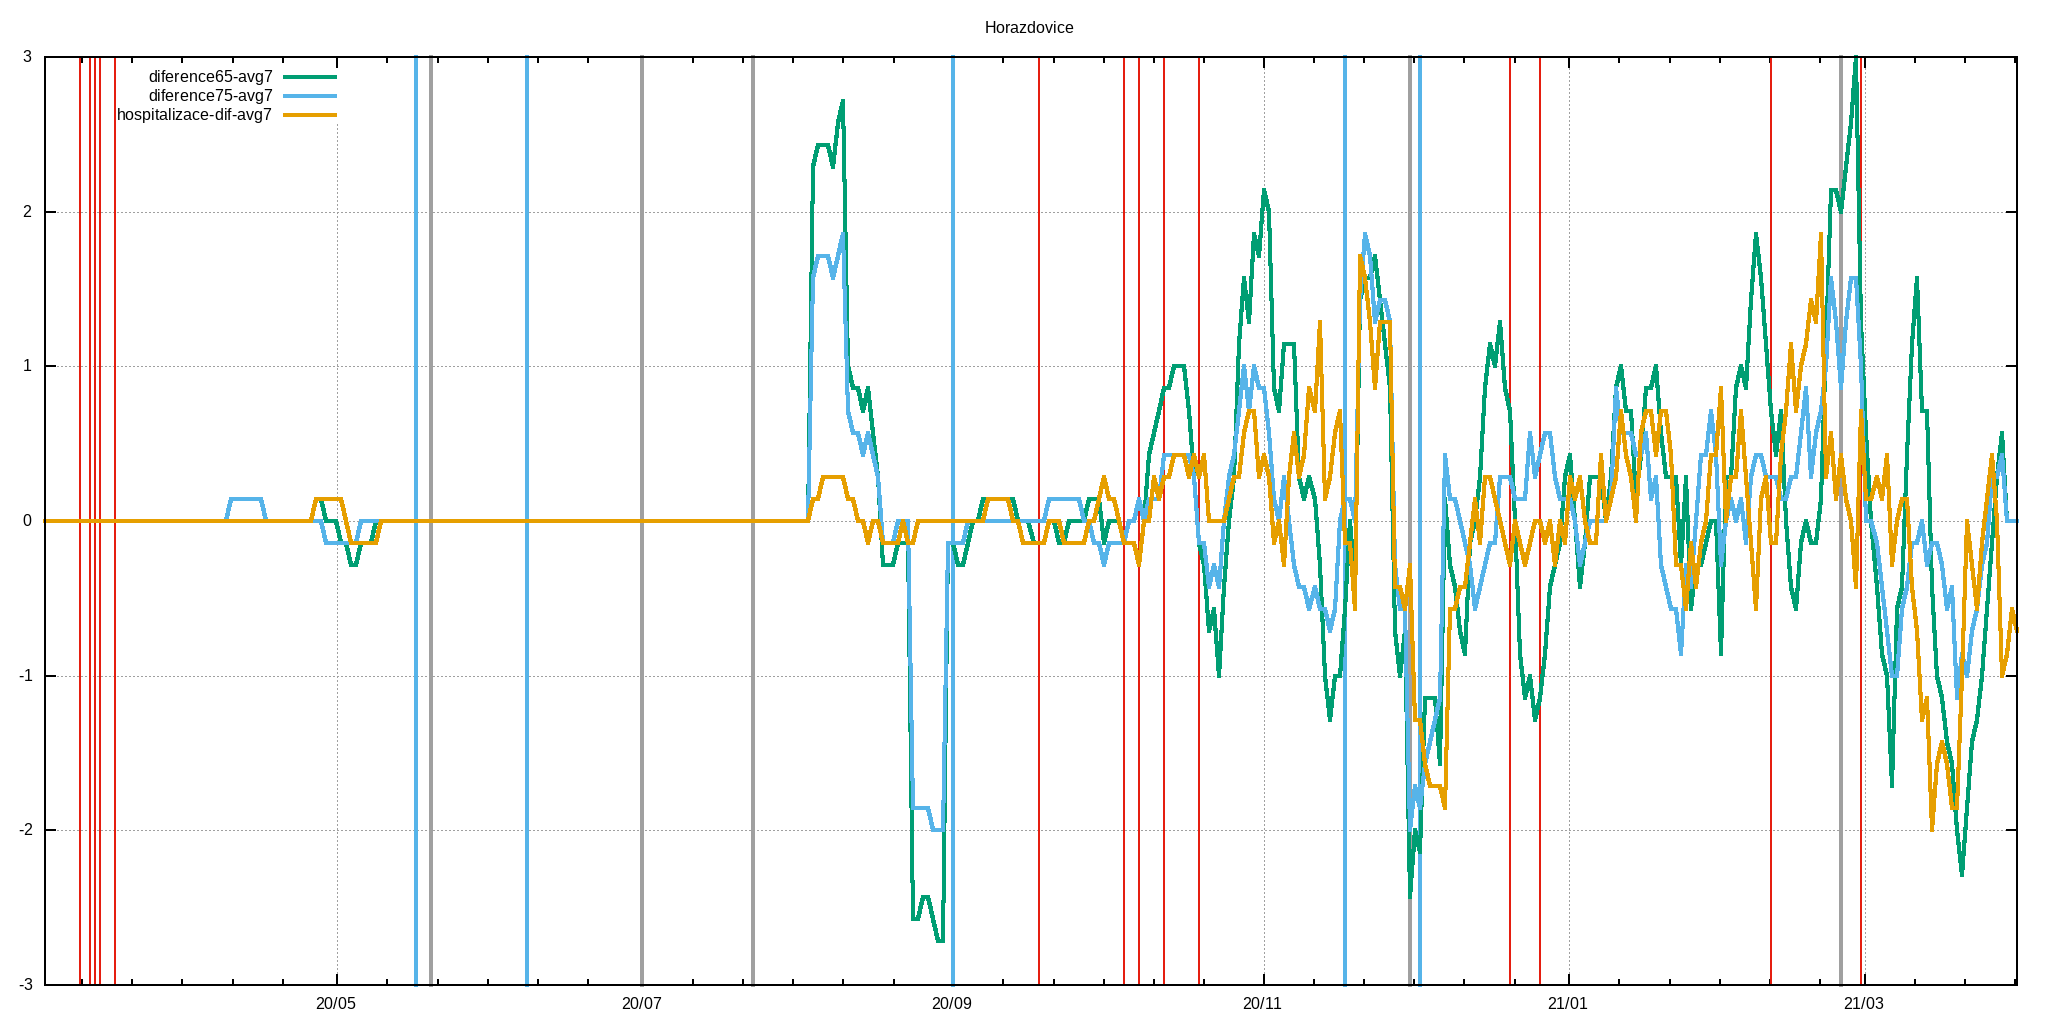 Horazdovice
diference65-avg7
diference75-avg7
hospitalizace-dif-avg7
3
2
1
0
-1
-2
-3
20/05 20/07 20/09 20/11 21/01 21/03